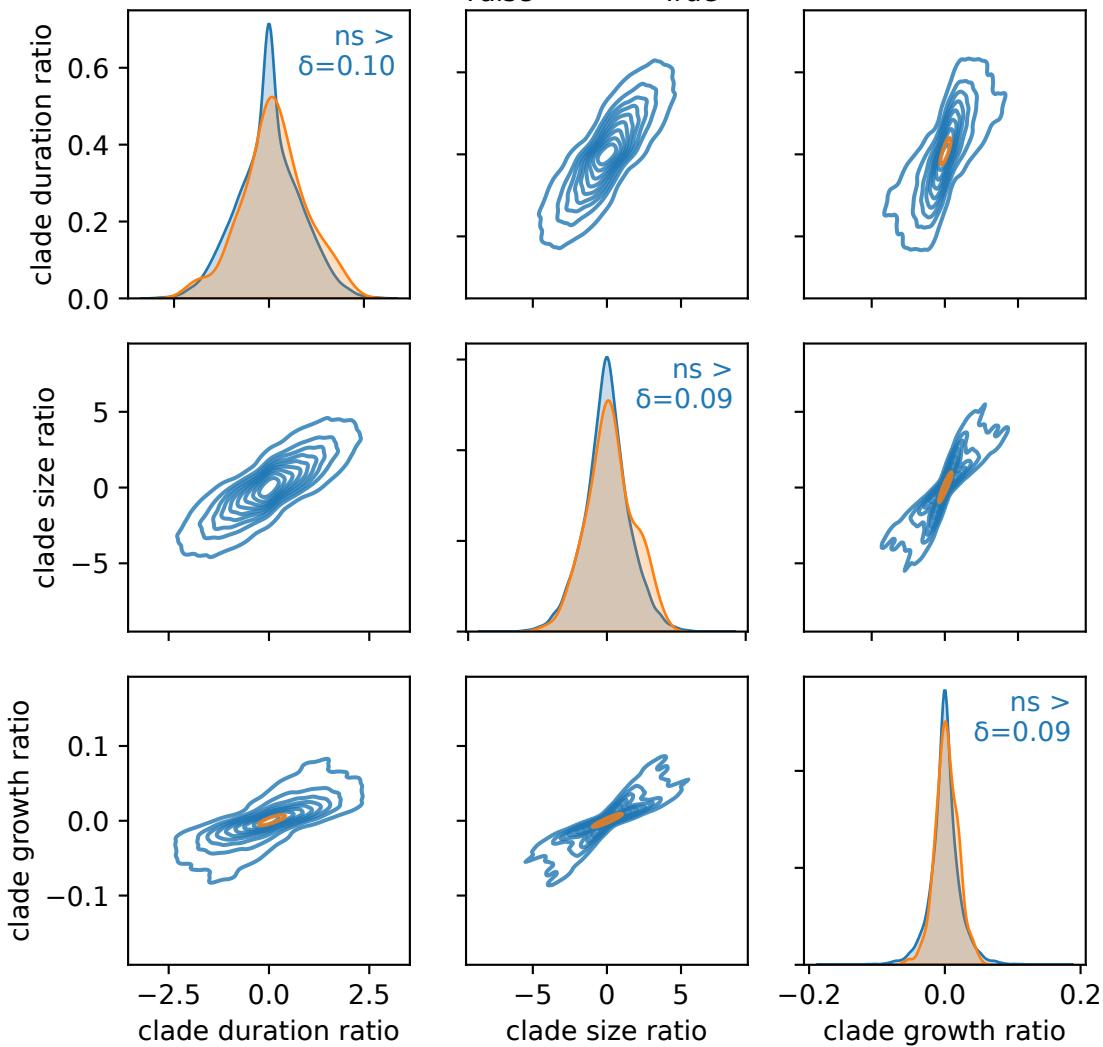 clade duration ratio
0.6
0.4
0.2
0.0
ns >
δ=0.10
clade size ratio
5
0
−5
ns >
δ=0.09
clade growth ratio
0.1
0.0
−0.1
ns >
δ=0.09
−2.5 0.0 2.5
−5 0 5
−0.2 0.0 0.2
clade duration ratio
clade size ratio
clade growth ratio